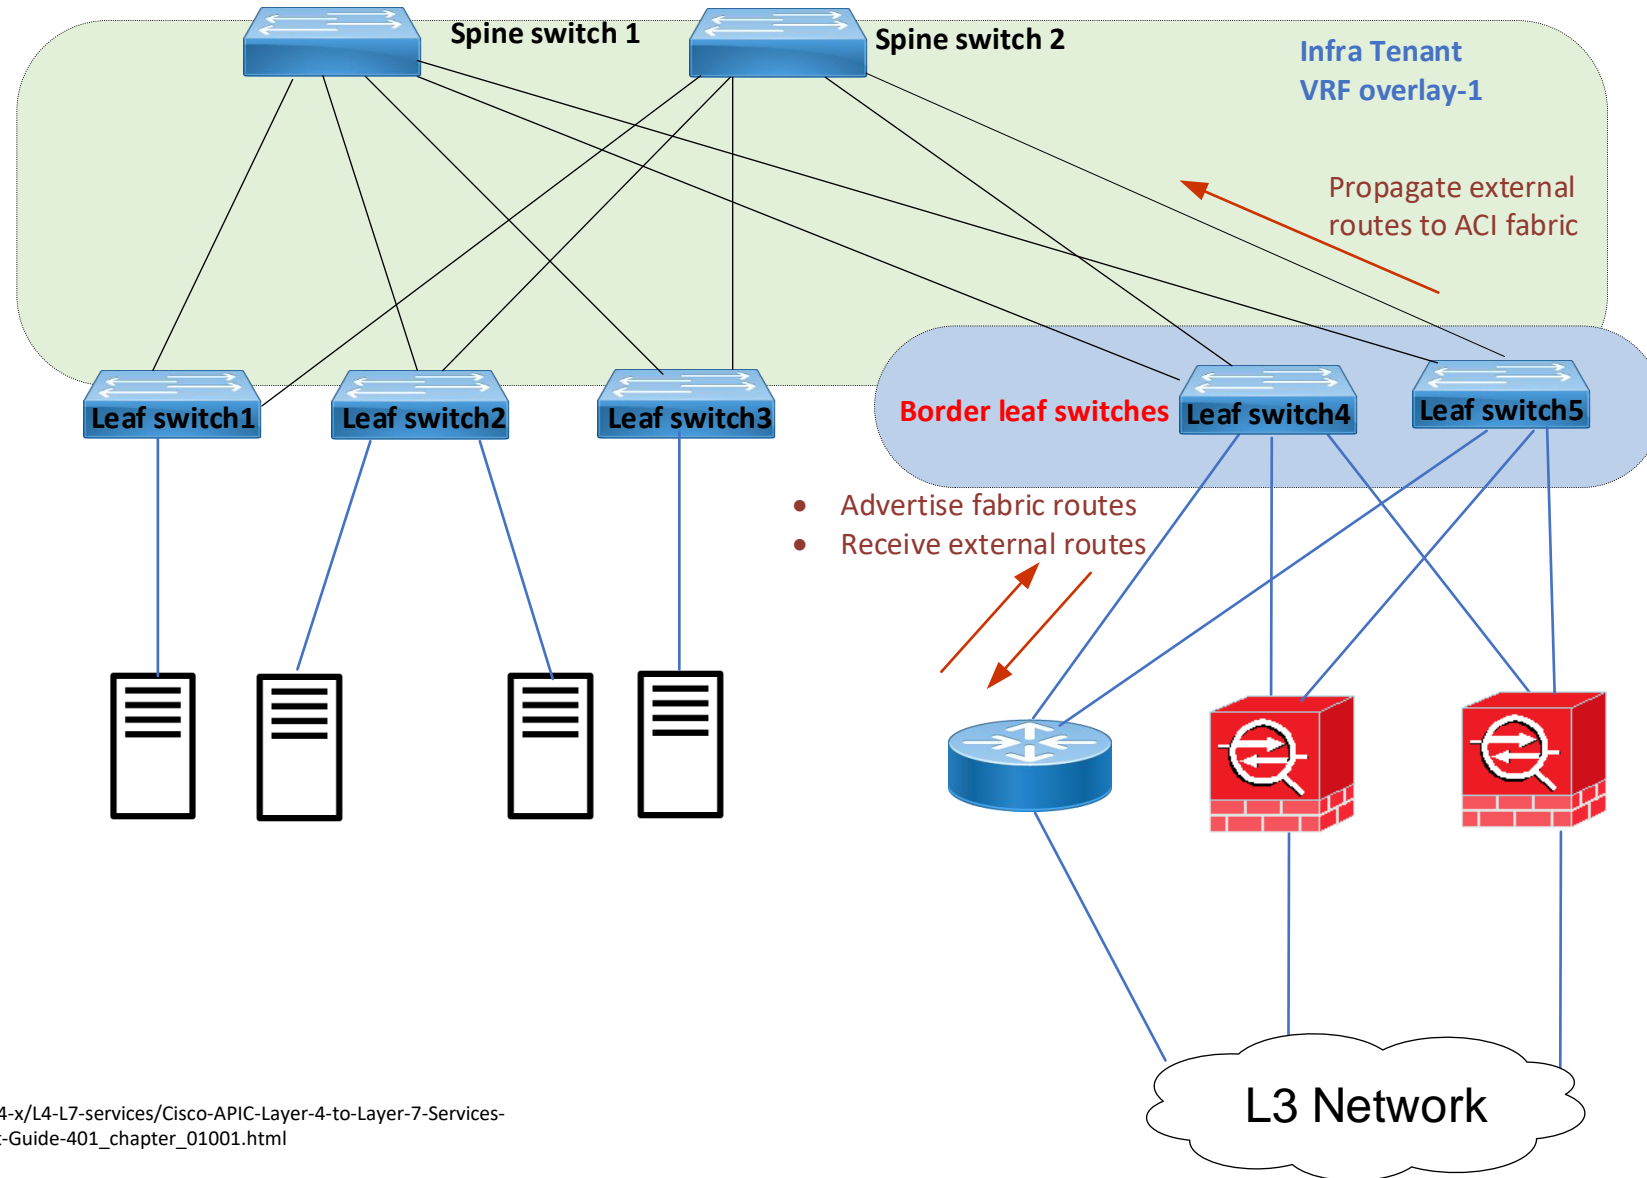 Spine switch 1
Spine switch 2
Infra Tenant
VRF overlay-1
Propagate external
routes to ACI fabric
Leaf switch1
Leaf switch2
Leaf switch3
Border leaf switches
Leaf switch4
Leaf switch5
• Advertise fabric routes
• Receive external routes
L3 Network
4-x/L4-L7-services/Cisco-APIC-Layer-4-to-Layer-7-Services-
t-Guide-401_chapter_01001.html